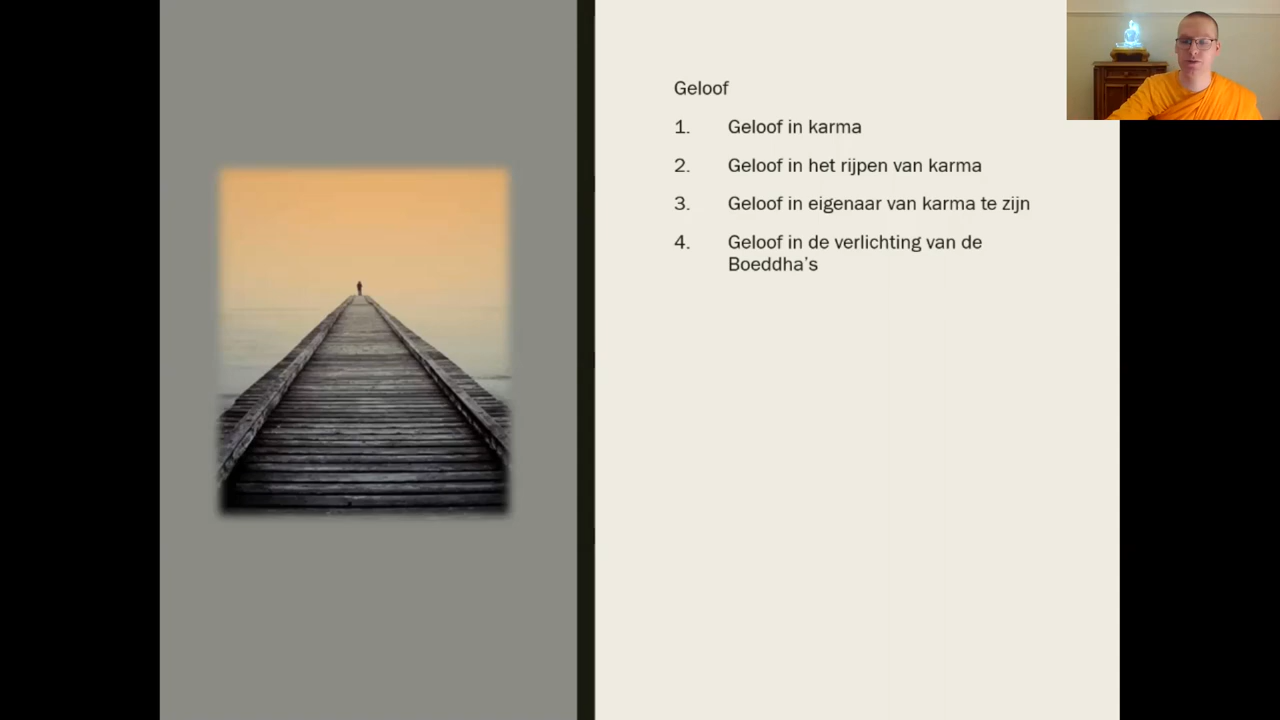 Geloof
1. Geloof in karma
2. Geloof in het rijpen van karma
3. Geloof in eigenaar van karma te zijn
4. Geloof in de verlichting van de
Boeddha's